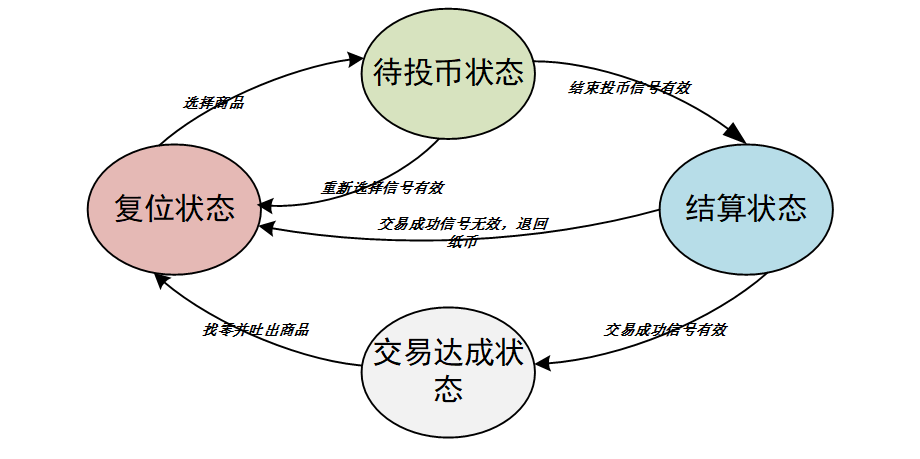 待投币状态
结束投币信号有效
选择商品
重新选择信号有效
复位状态
结算状态
交易成功信号无效，退回
纸币
找零并吐出商品
交易成功信号有效
交易达成状
态